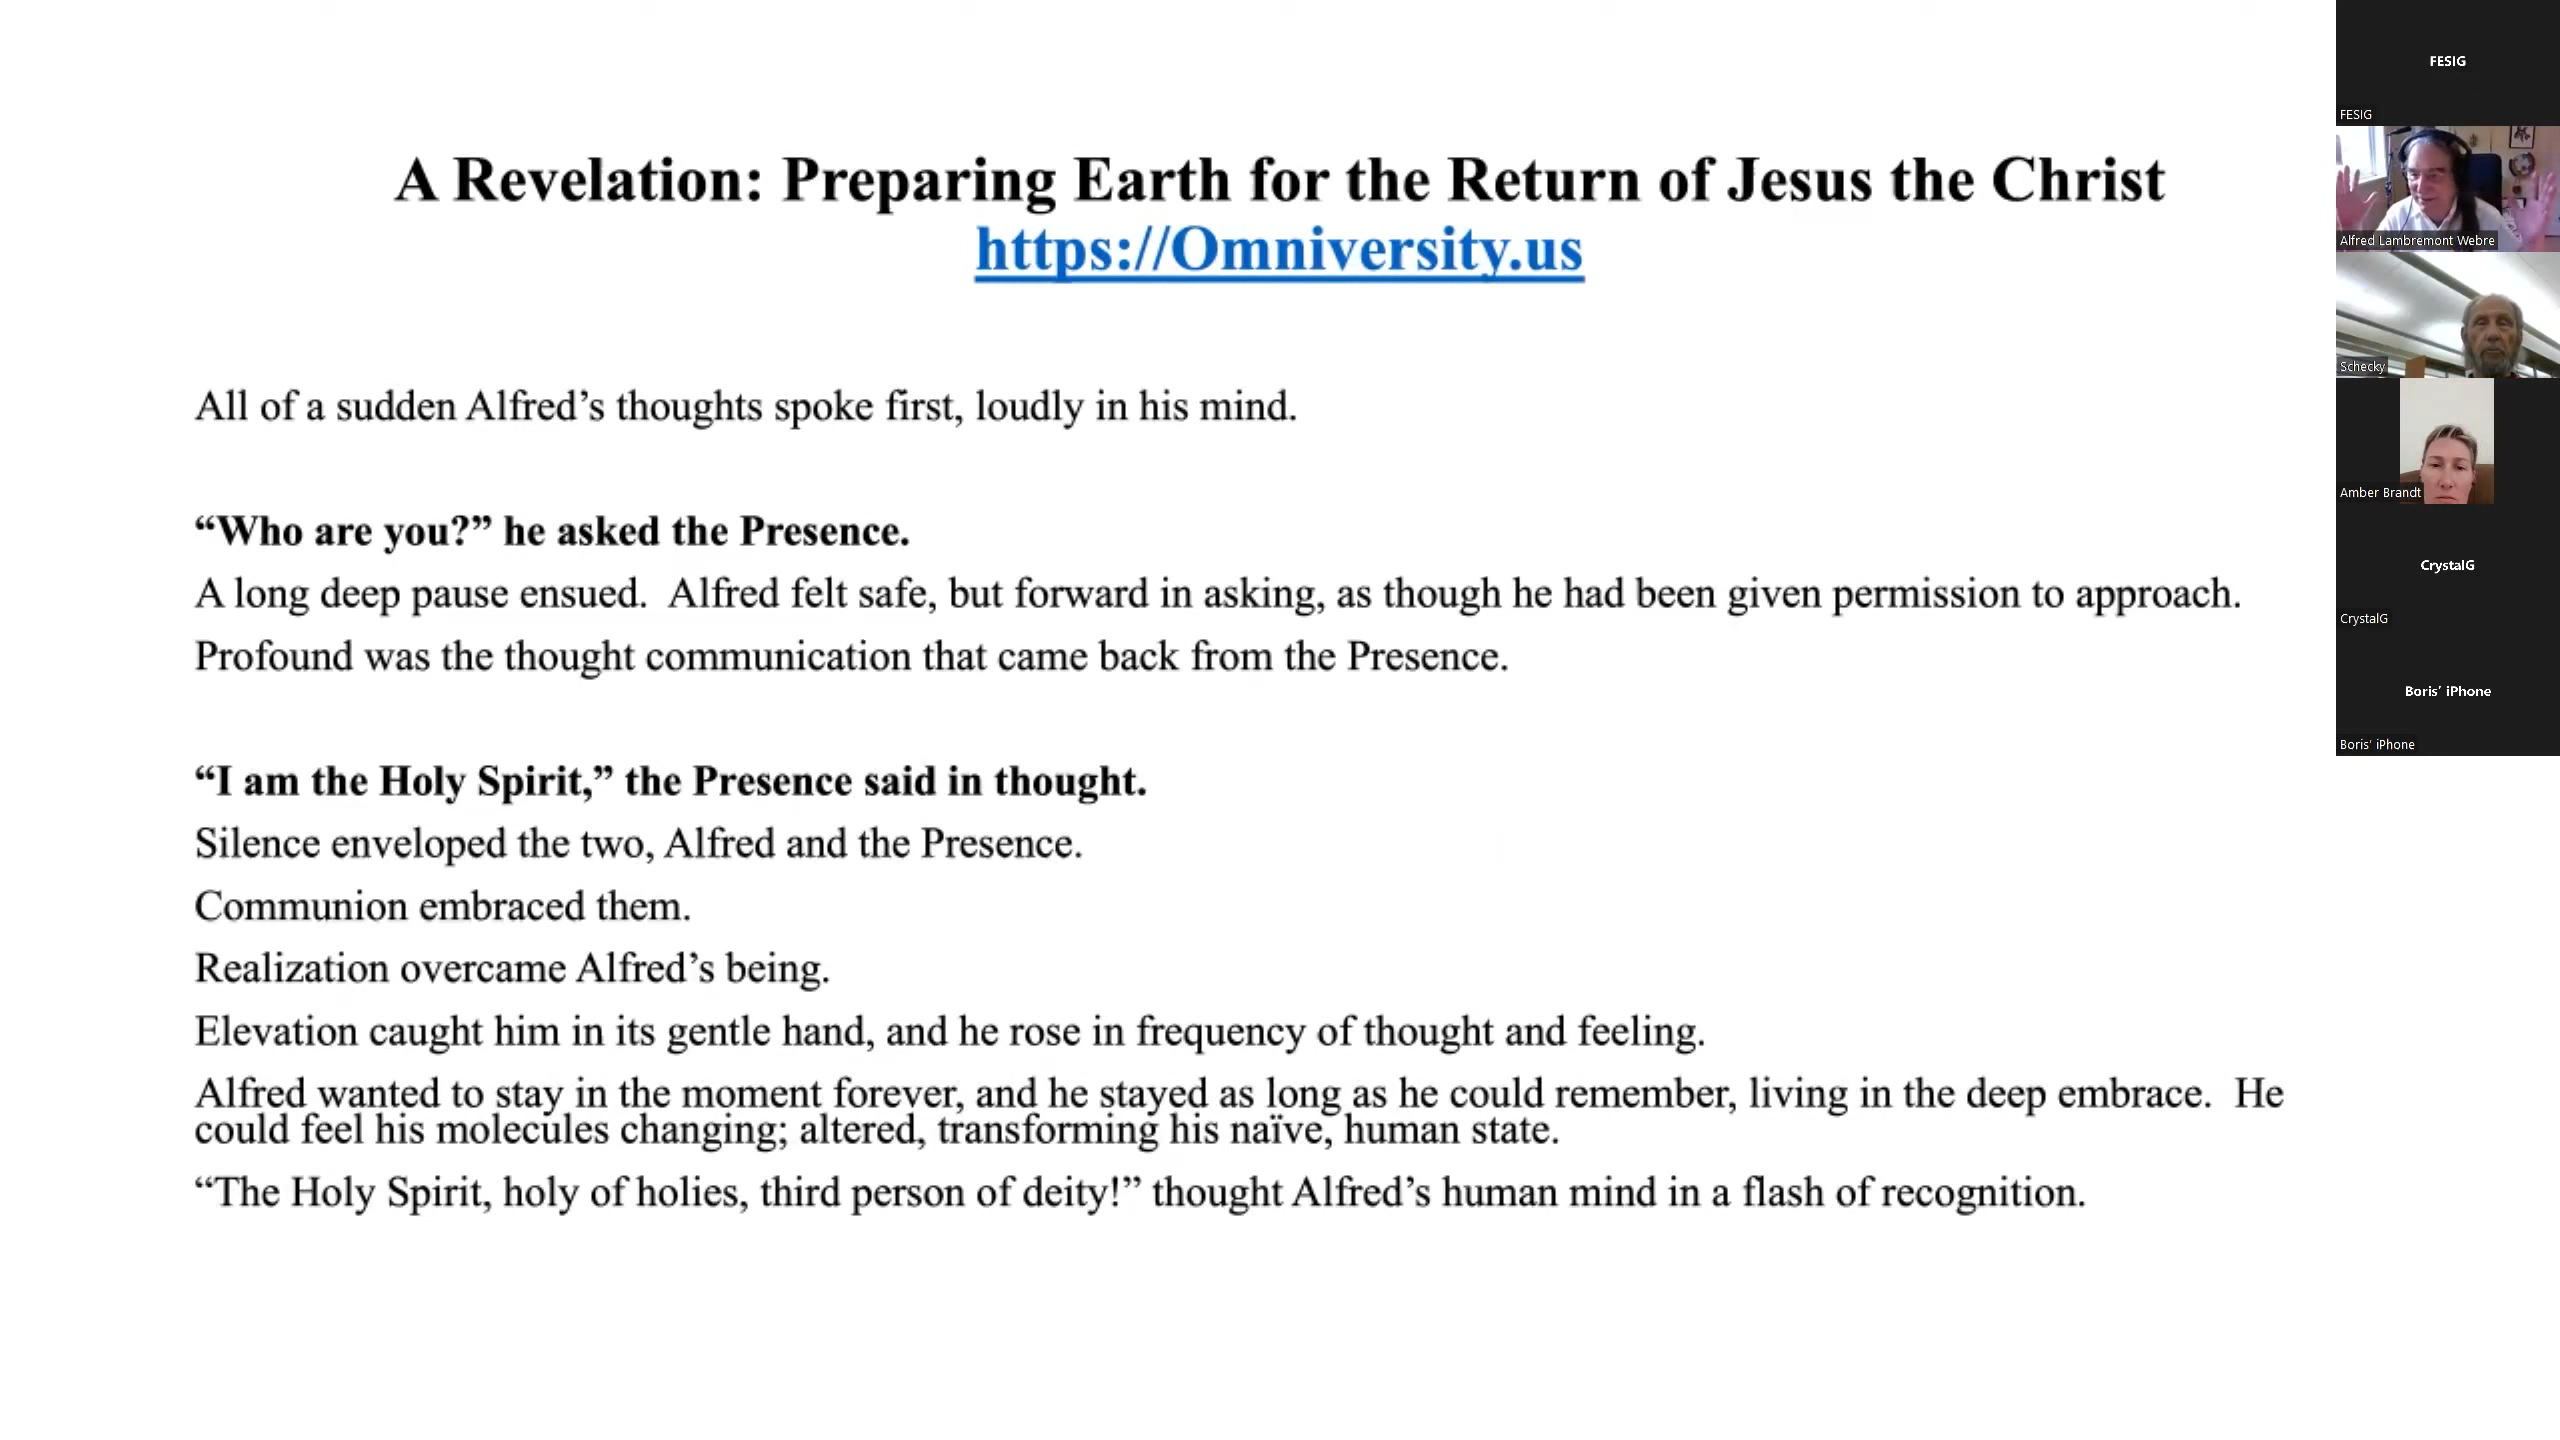 A Revelation: Preparing Earth for the Return of Jesus the Christ
https://Omniversity.us
All of a sudden Alfred’s thoughts spoke first, loudly in his mind.
“Who are you?” he asked the Presence.
A long deep pause ensued.  Alfred felt safe, but forward in asking, as though he had been given permission to approach.
Profound was the thought communication that came back from the Presence.
“I am the Holy Spirit,” the Presence said in thought.
Silence enveloped the two, Alfred and the Presence.
Communion embraced them.
Realization overcame Alfred’s being.
Elevation caught him in its gentle hand, and he rose in frequency of thought and feeling.
Alfred wanted to stay in the moment forever, and he stayed as long as he could remember, living in the deep embrace.  He
could feel his molecules changing; altered, transforming his naïve, human state.
“The Holy Spirit, holy of holies, third person of deity!” thought Alfred’s human mind in a flash of recognition.
FESIG
FESIG
Alfred Lambremont Webre
Schecky
Amber Brandt
CrystalG
CrystalG
Boris’ iPhone
Boris’ iPhone